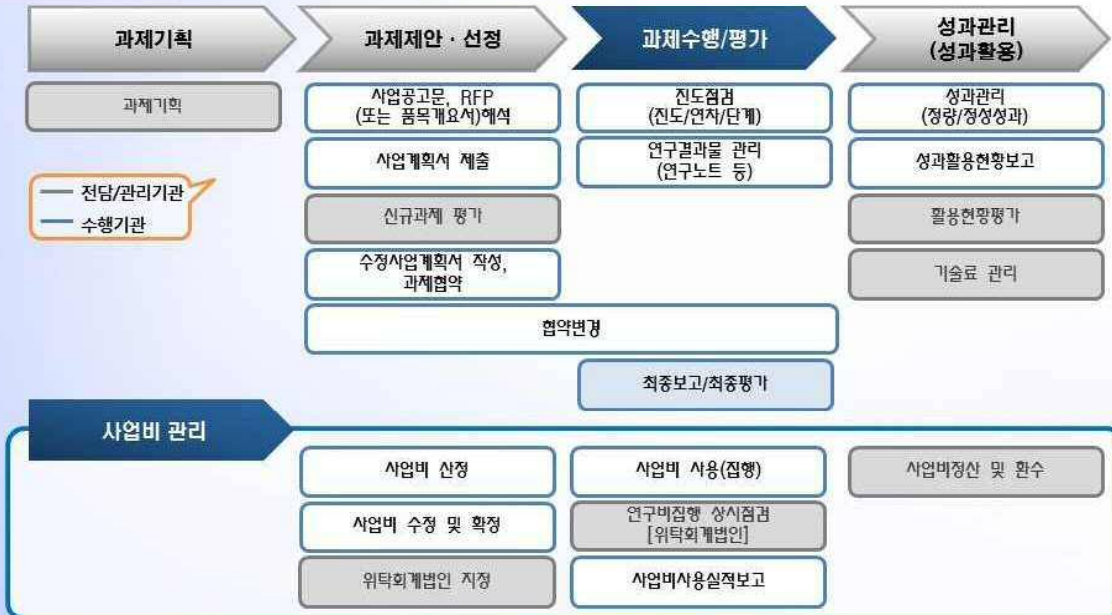 과제기획
과제제안 · 선정
과제수행/평가
성과관리
(성과활용)
과제기획
사업공고문, RFP
(또는 품목개요서)해석
진도점검
(진도/연차/단계)
성과관리
(정량/정성성과)
사업계획서 제출
연구결과물 관리
(연구노트 등)
성과활용현황보고
전담/관리기관
수행기관
신규과제 평가
활용현황평가
수정사업계획서 작성,
과제협약
기술료 관리
협약변경
최종보고/최종평가
사업비 관리
사업비 산정
사업비 사용(집행)
사업비정산 및 환수
사업비 수정 및 확정
연구비집행 상시점검
[위탁회계법인]
위탁회계법인 지정
사업비사용실적보고